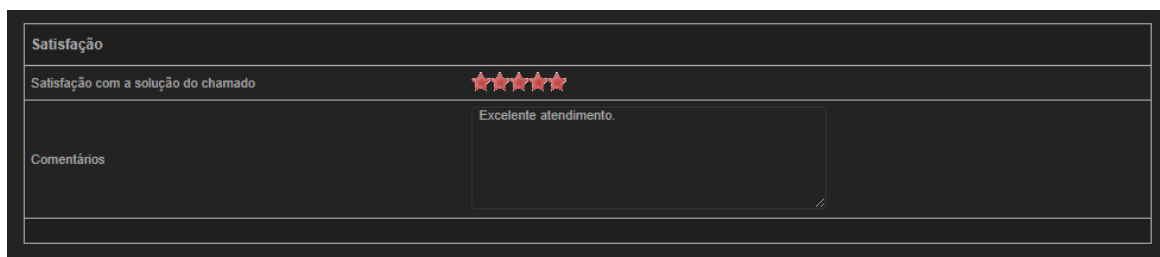 Satisfação
Satisfação com a solução do chamado
Excelente atendimento.
Comentários